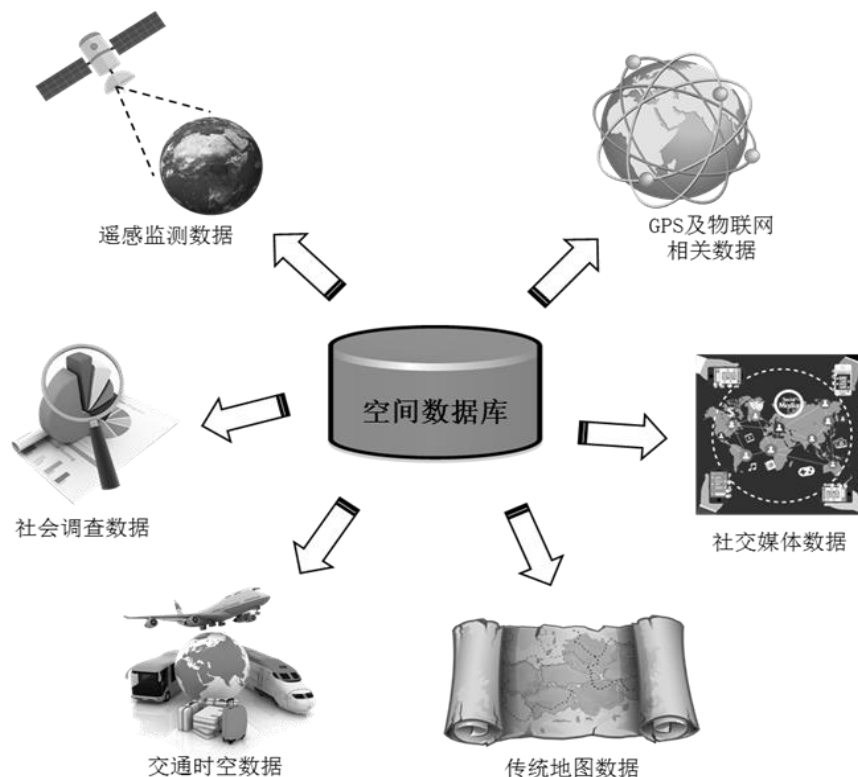 遥感监测数据
GPS及物联网
相关数据
空间数据库
社会调查数据
Social
Media
社交媒体数据
交通时空数据
传统地图数据